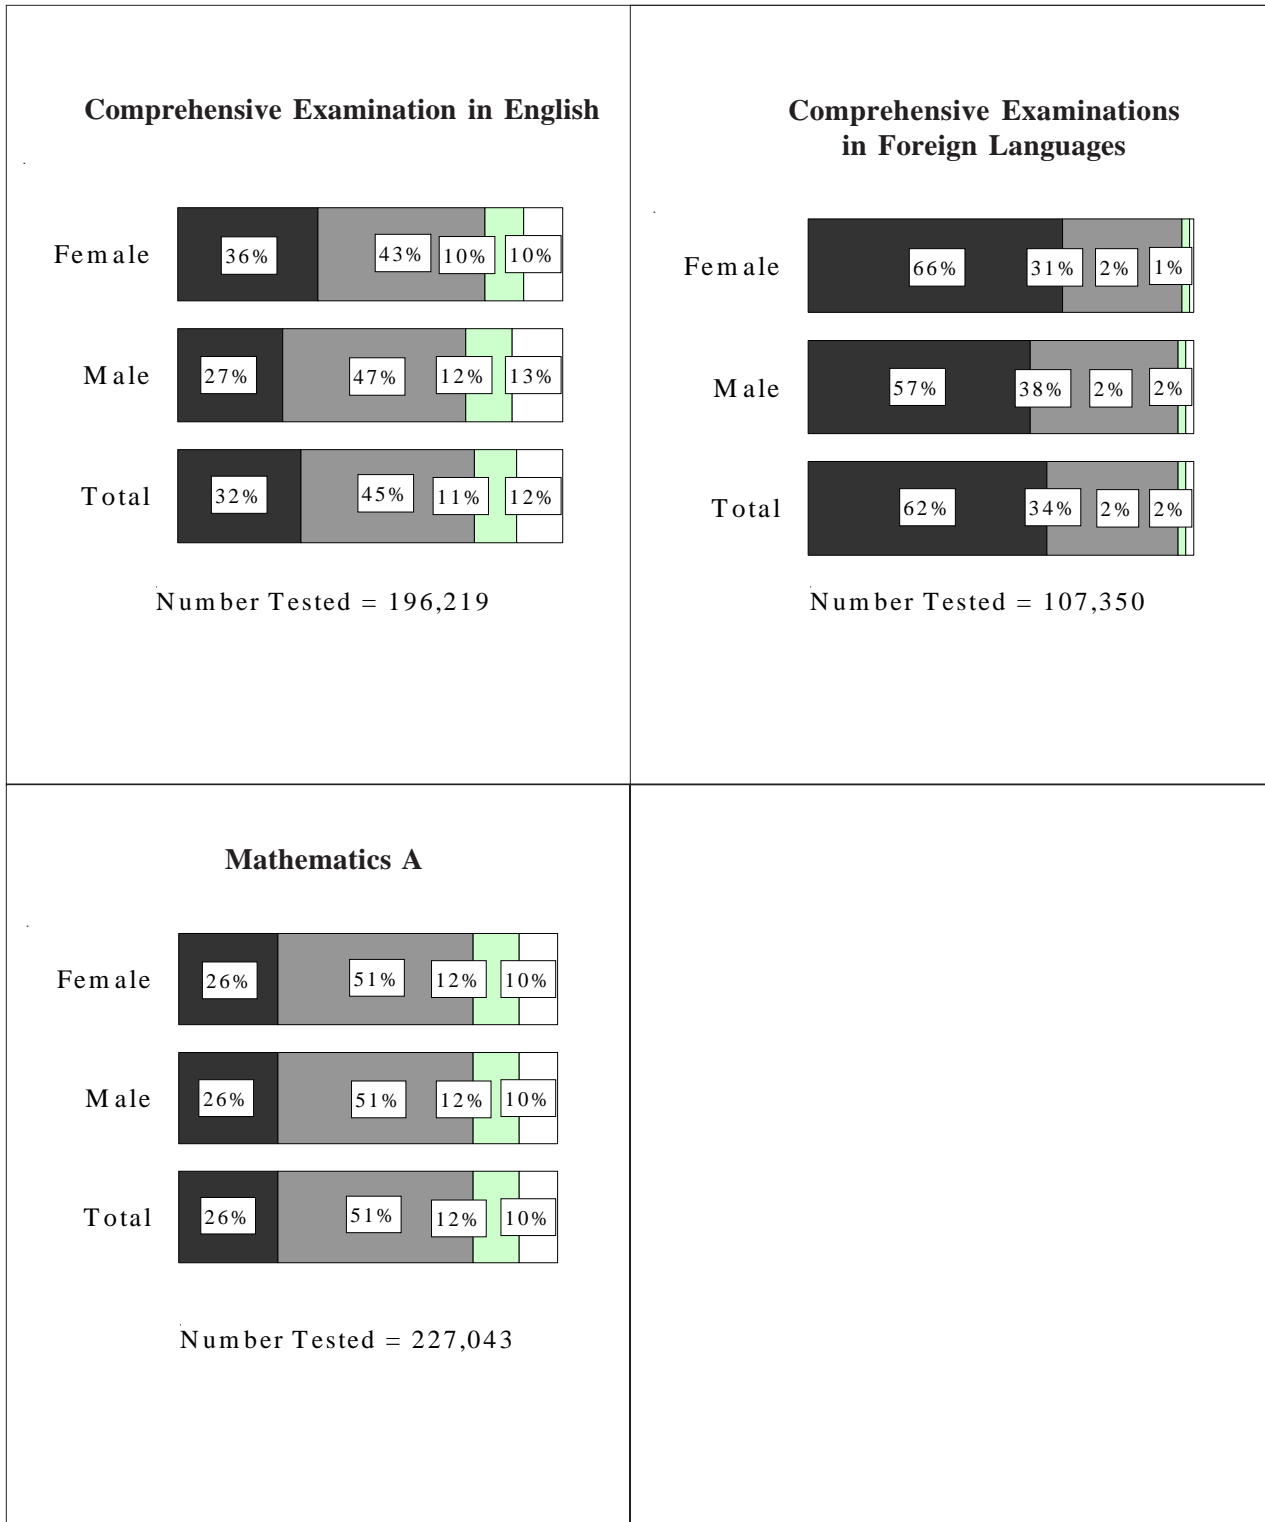 Comprehensive Examination in English
Female 36% 43% 10% 10%
Male 27% 47% 12% 13%
Total 32% 45% 11% 12%
Number Tested = 196,219
Comprehensive Examinations
in Foreign Languages
Female 66% 31% 2% 1%
Male 57% 38% 2% 2%
Total 62% 34% 2% 2%
Number Tested = 107,350
Mathematics A
Female 26% 51% 12% 10%
Male 26% 51% 12% 10%
Total 26% 51% 12% 10%
Number Tested = 227,043